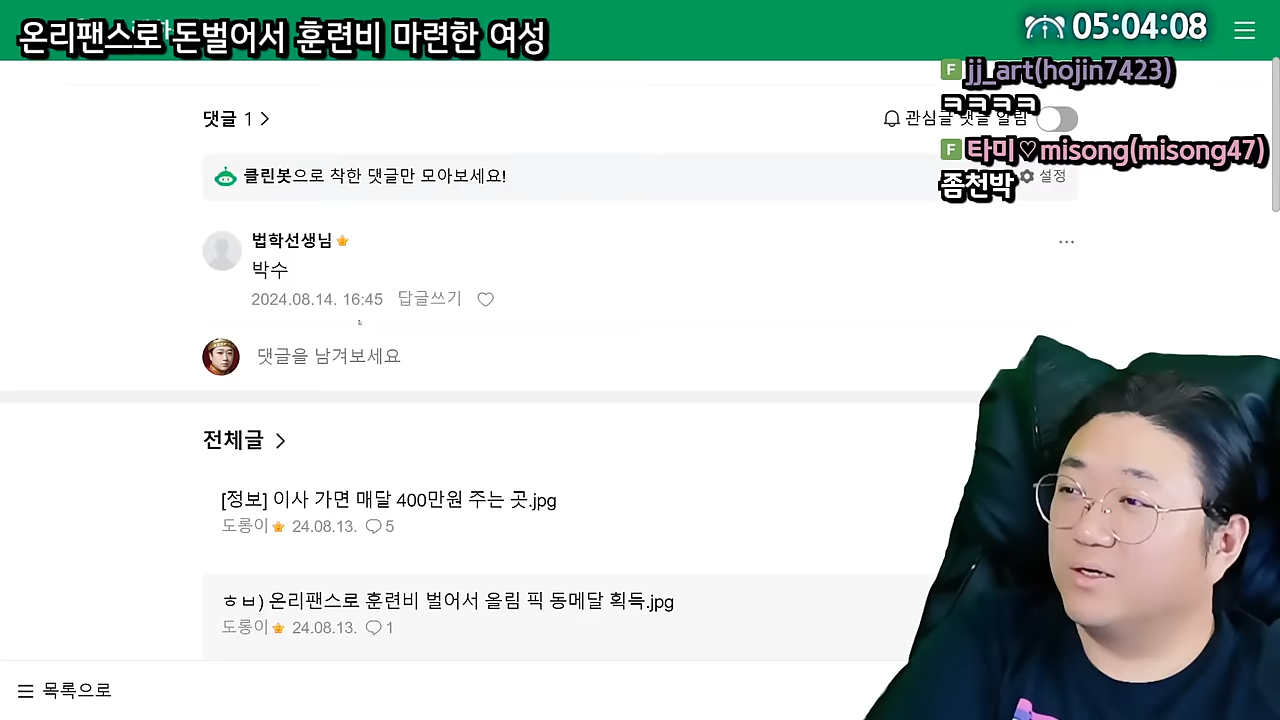 온리팬스로 돈벌어서 훈련비 마련한 여성
05:04:08
F jj_art(hojin7423)
ㅋㅋㅋㅋ
F 타미♡misong(misong47)
좀천박
댓글 1 >
관심글 댓글 알림
클린봇으로 착한 댓글만 모아보세요!
설정
법학선생님
박수
2024.08.14. 16:45 답글쓰기
댓글을 남겨보세요
전체글 >
[정보] 이사 가면 매달 400만원 주는 곳.jpg
도롱이 24.08.13. 5
ㅎㅂ) 온리팬스로 훈련비 벌어서 올림 픽 동메달 획득.jpg
도롱이 24.08.13. 1
목록으로